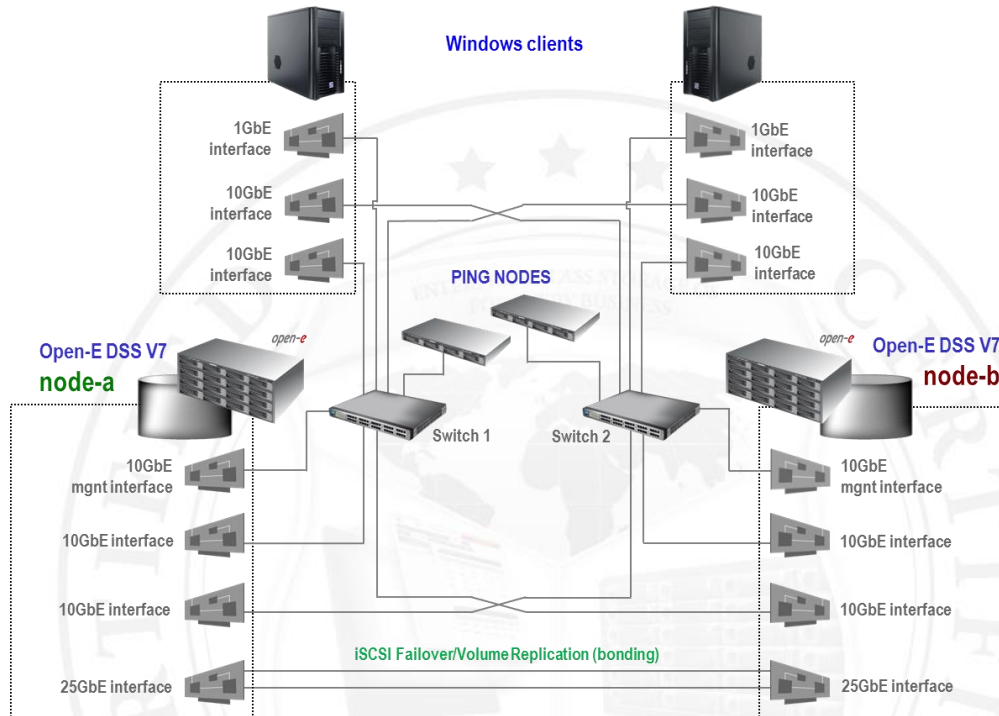 Windows clients
1GbE
interface
10GbE
interface
10GbE
interface
1GbE
interface
10GbE
interface
10GbE
interface
PING NODES
open-e
Open-E DSS V7
node-a
open-e
Open-E DSS V7
node-b
Switch 1
Switch 2
10GbE
mgnt interface
10GbE interface
10GbE interface
25GbE interface
10GbE
mgnt interface
10GbE interface
10GbE interface
25GbE interface
iSCSI Failover/Volume Replication (bonding)